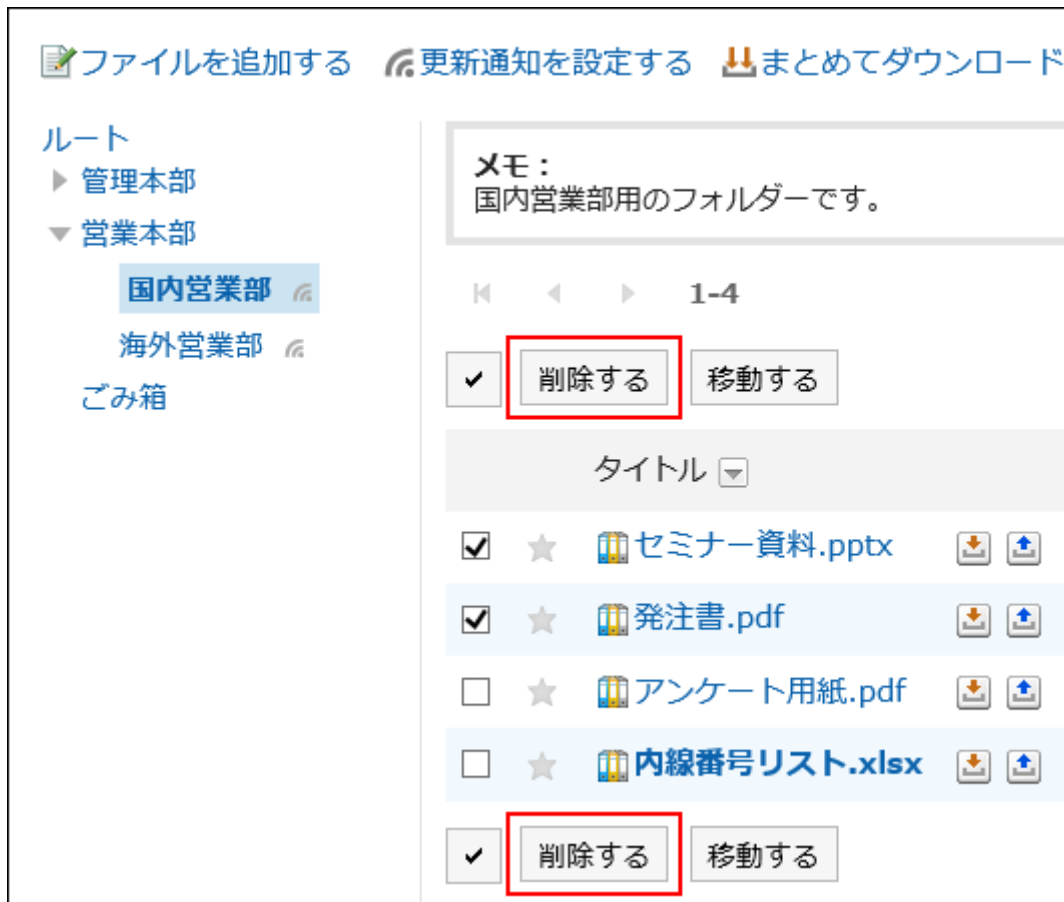 ファイルを追加する 更新通知を設定する まとめてダウンロード
ルート
管理本部
営業本部
国内営業部
海外営業部
ごみ箱
メモ：
国内営業部用のフォルダーです。
1-4
削除する 移動する
タイトル
セミナー資料.pptx
発注書.pdf
アンケート用紙.pdf
内線番号リスト.xlsx
削除する 移動する